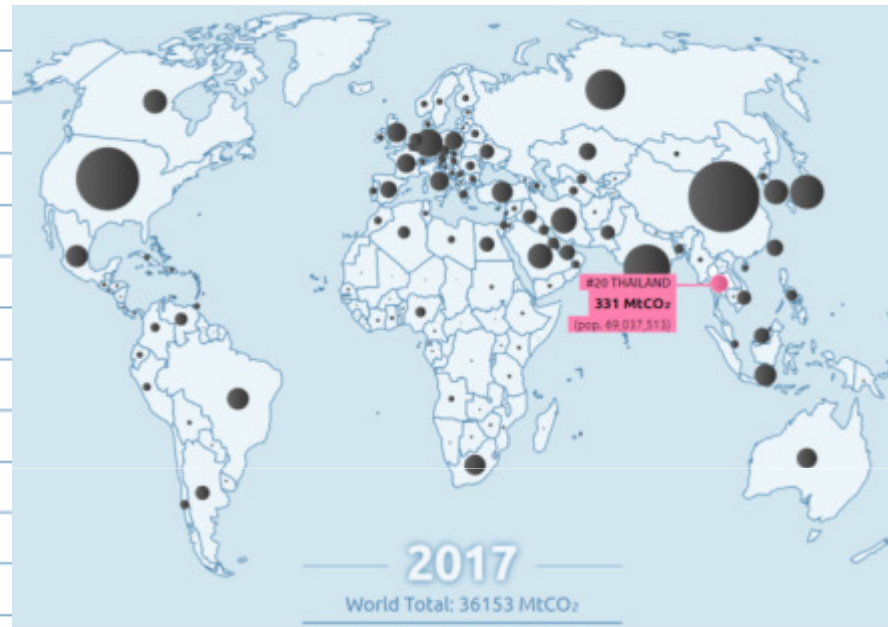 #20 THAILAND
331 MtCO₂
(pop. 69,037,513)
2017
World Total: 36153 MtCO₂